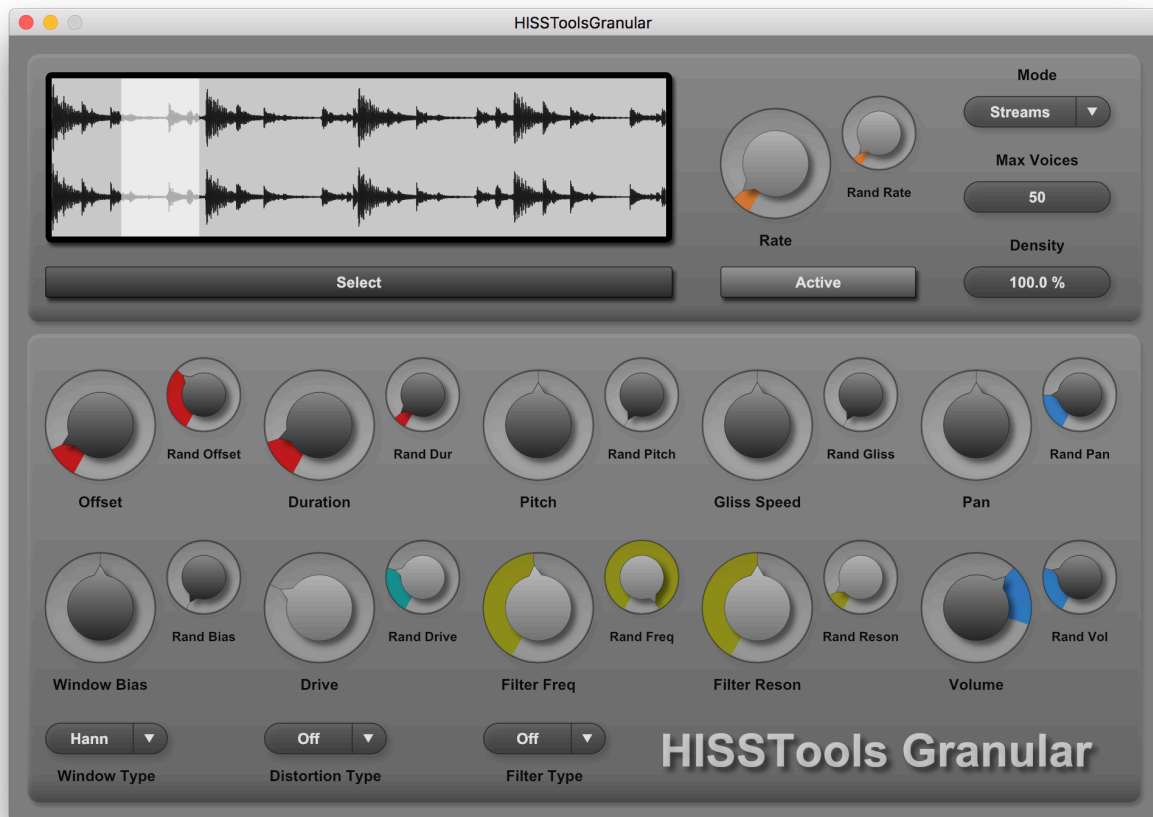 HISSToolsGranular
Mode
Streams
Max Voices
50
Rand Rate
Rate
Density
Select
Active
100.0 %
Rand Offset
Rand Dur
Rand Pitch
Rand Gliss
Rand Pan
Offset
Duration
Pitch
Gliss Speed
Pan
Rand Bias
Rand Drive
Rand Freq
Rand Reson
Rand Vol
Window Bias
Drive
Filter Freq
Filter Reson
Volume
Hann
Off
Off
HISSTools Granular
Window Type
Distortion Type
Filter Type